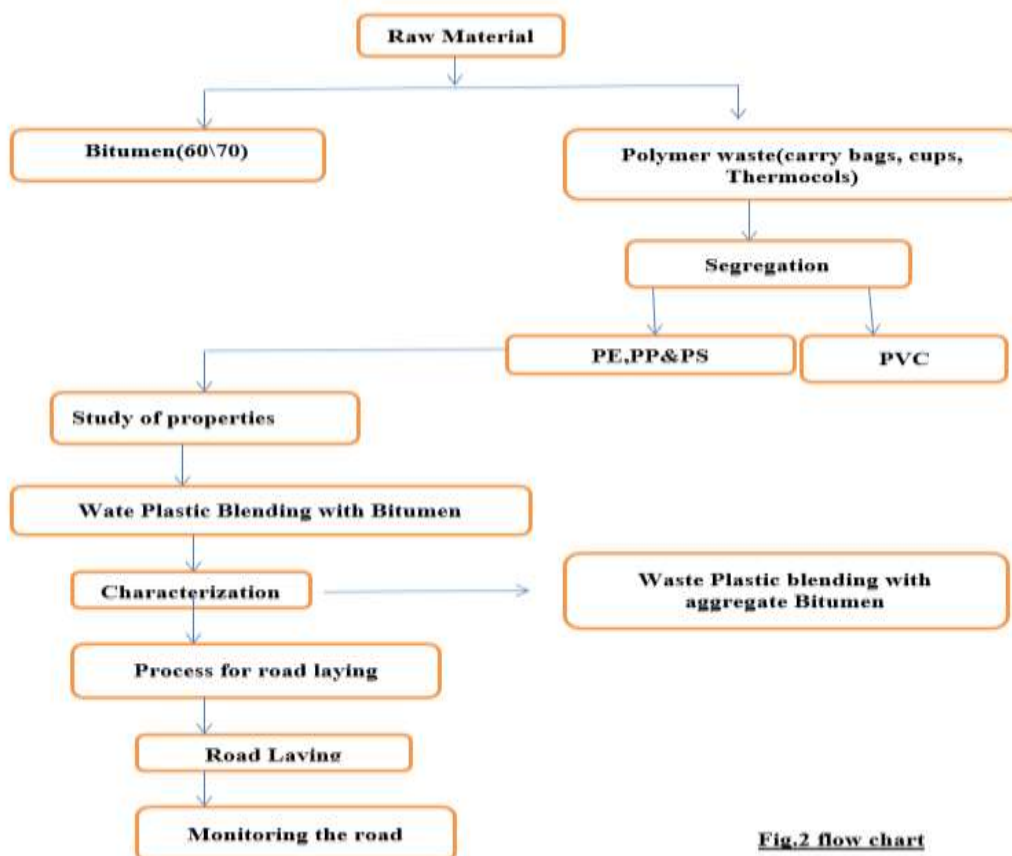 Raw Material
Bitumen(60\70)
Polymer waste(carry bags, cups,
Thermocols)
Segregation
PE,PP&PS
PVC
Study of properties
Wate Plastic Blending with Bitumen
Characterization
Waste Plastic blending with
aggregate Bitumen
Process for road laying
Road Laving
Monitoring the road
Fig.2 flow chart